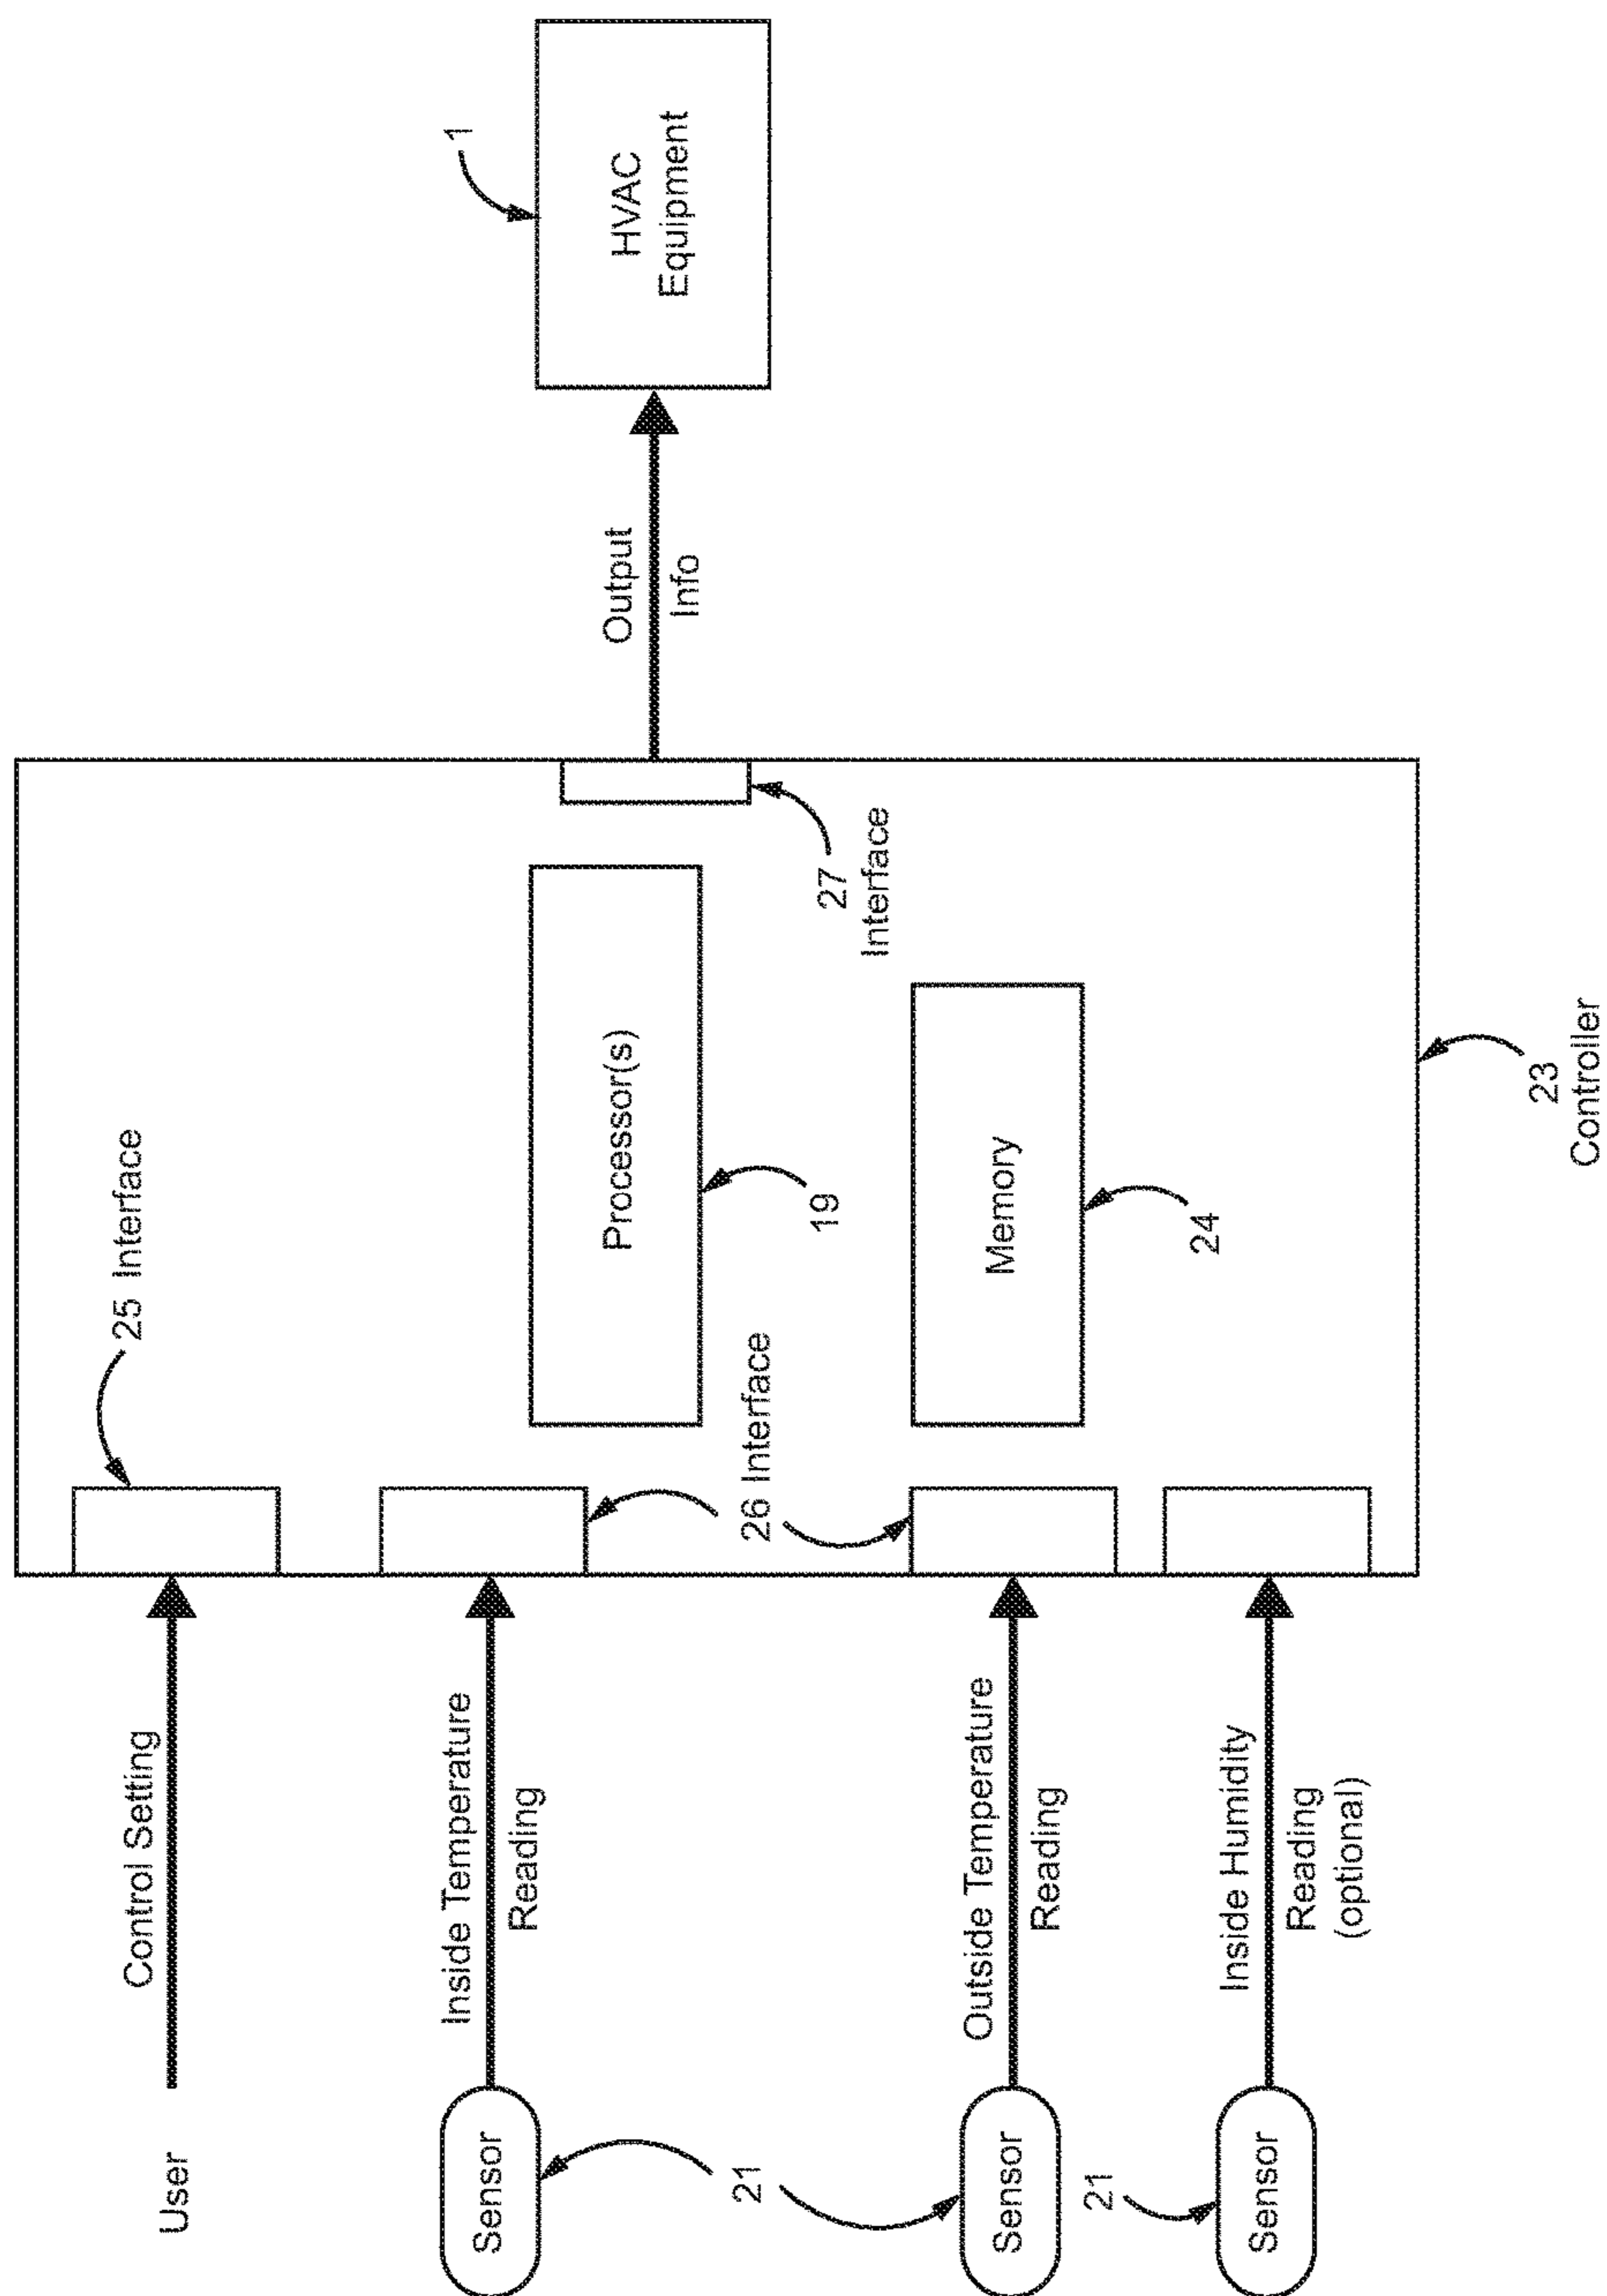 User
Control Setting
25 Interface
Sensor
Inside Temperature
Reading
21
26 Interface
Processor(s)
19
27
Interface
Output
Info
1
HVAC
Equipment
Sensor
Outside Temperature
Reading
Memory
24
21
Sensor
Inside Humidity
Reading
(optional)
23
Controller